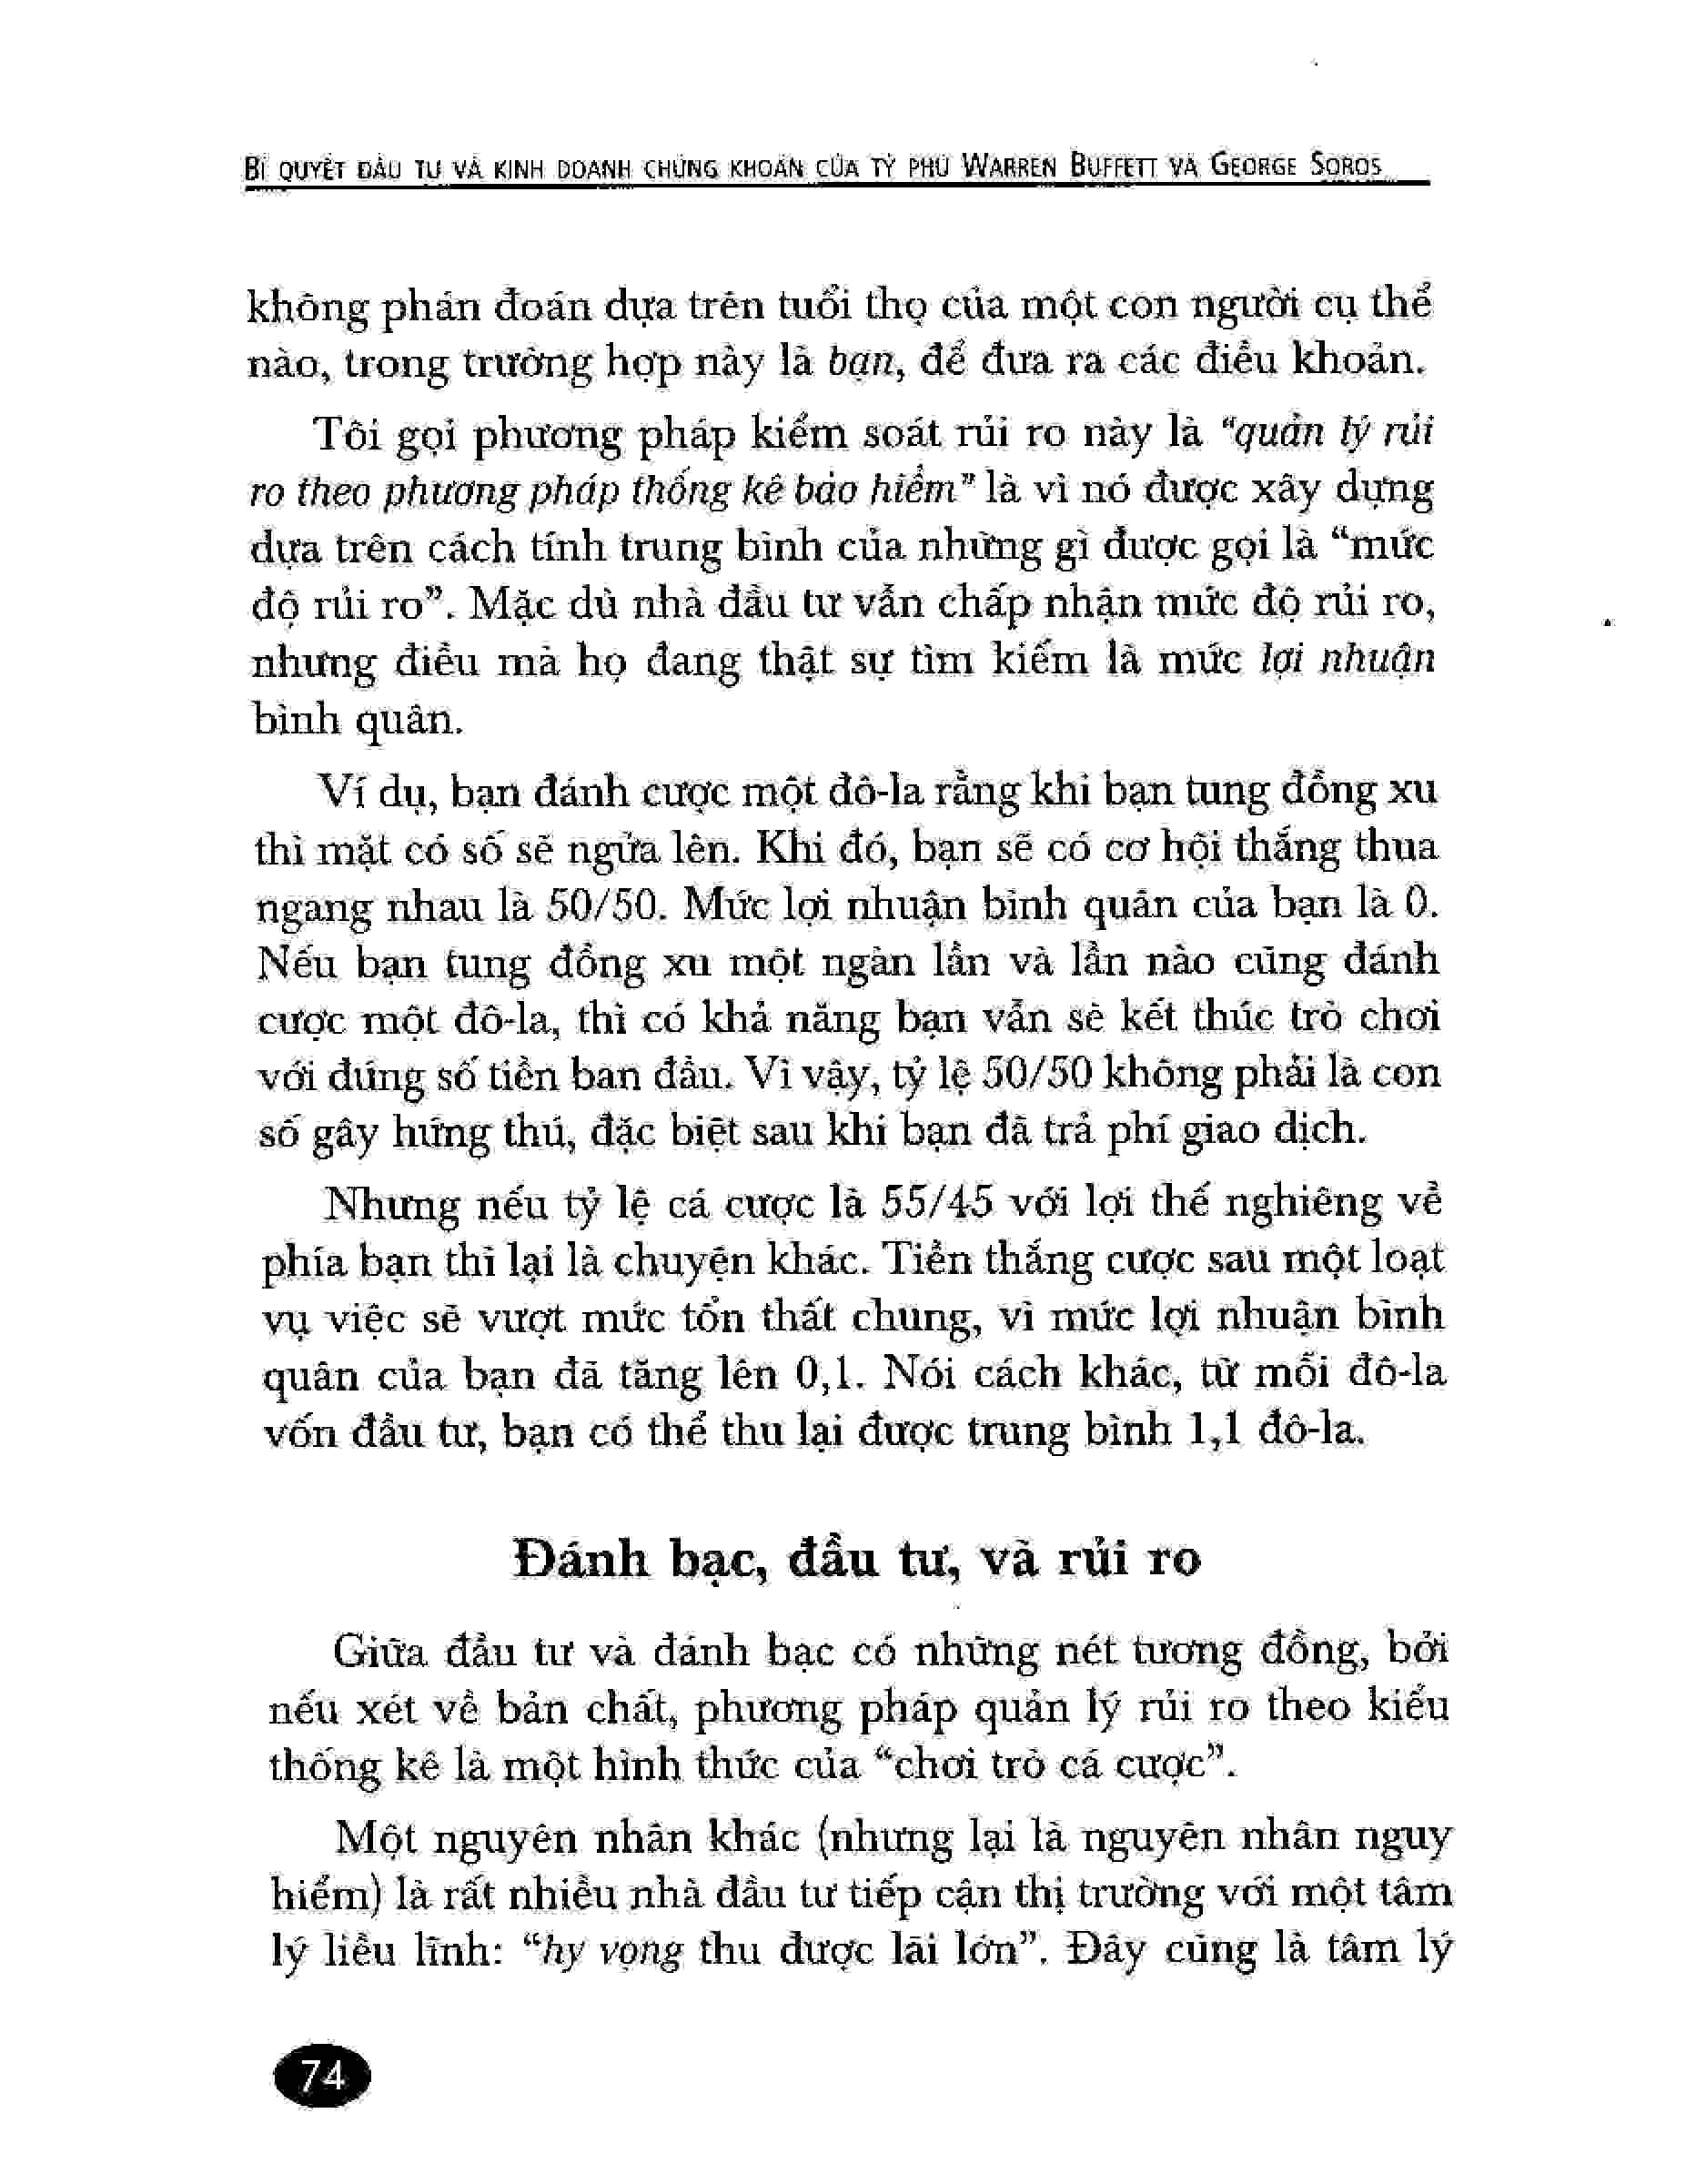 BÍ QUYẾT ĐẦU TƯ VÀ KINH DOANH CHỨNG KHOÁN CỦA TỶ PHÚ WARREN BUFFETT VÀ GEORGE SOROS
không phán đoán dựa trên tuổi thọ của một con người cụ thể
nào, trong trường hợp này là bạn, để đưa ra các điều khoản.
Tôi gọi phương pháp kiểm soát rủi ro này là “quản lý rủi
ro theo phương pháp thống kê bảo hiểm” là vì nó được xây dựng
dựa trên cách tính trung bình của những gì được gọi là “mức
độ rủi ro”. Mặc dù nhà đầu tư vẫn chấp nhận mức độ rủi ro,
nhưng điều mà họ đang thật sự tìm kiếm là mức lợi nhuận
bình quân.
Ví dụ, bạn đánh cược một đô-la rằng khi bạn tung đồng xu
thì mặt có số sẽ ngửa lên. Khi đó, bạn sẽ có cơ hội thắng thua
ngang nhau là 50/50. Mức lợi nhuận bình quân của bạn là 0.
Nếu bạn tung đồng xu một ngàn lần và lần nào cũng đánh
cược một đô-la, thì có khả năng bạn vẫn sẽ kết thúc trò chơi
với đúng số tiền ban đầu. Vì vậy, tỷ lệ 50/50 không phải là con
số gây hứng thú, đặc biệt sau khi bạn đã trả phí giao dịch.
Nhưng nếu tỷ lệ cá cược là 55/45 với lợi thế nghiêng về
phía bạn thì lại là chuyện khác. Tiền thắng cược sau một loạt
vụ việc sẽ vượt mức tổn thất chung, vì mức lợi nhuận bình
quân của bạn đã tăng lên 0,1. Nói cách khác, từ mỗi đô-la
vốn đầu tư, bạn có thể thu lại được trung bình 1,1 đô-la.
Đánh bạc, đầu tư, và rủi ro
Giữa đầu tư và đánh bạc có những nét tương đồng, bởi
nếu xét về bản chất, phương pháp quản lý rủi ro theo kiểu
thống kê là một hình thức của “chơi trò cá cược”.
Một nguyên nhân khác (nhưng lại là nguyên nhân nguy
hiểm) là rất nhiều nhà đầu tư tiếp cận thị trường với một tâm
lý liều lĩnh: “hy vọng thu được lãi lớn”. Đây cũng là tâm lý
74